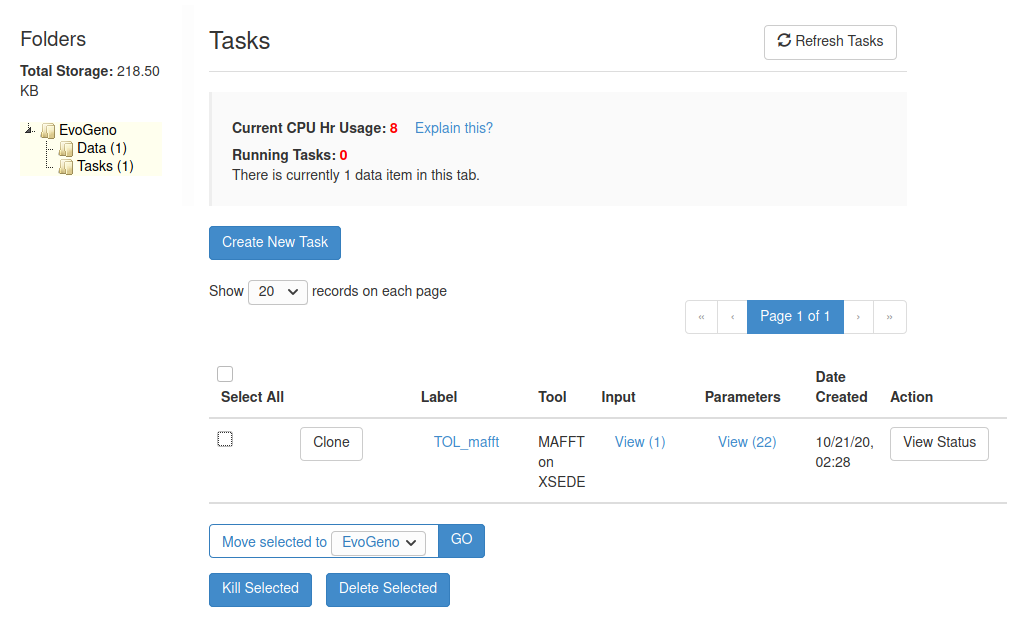 Folders
Total Storage: 218.50
KB
EvoGeno
Data (1)
Tasks (1)
Tasks
Refresh Tasks
Current CPU Hr Usage: 8 Explain this?
Running Tasks: 0
There is currently 1 data item in this tab.
Create New Task
Show 20 records on each page
« ‹ Page 1 of 1 › »
Select All Label Tool Input Parameters Date Created Action
Clone TOL_mafft MAFFT on XSEDE View (1) View (22) 10/21/20, 02:28 View Status
Move selected to EvoGeno GO
Kill Selected Delete Selected